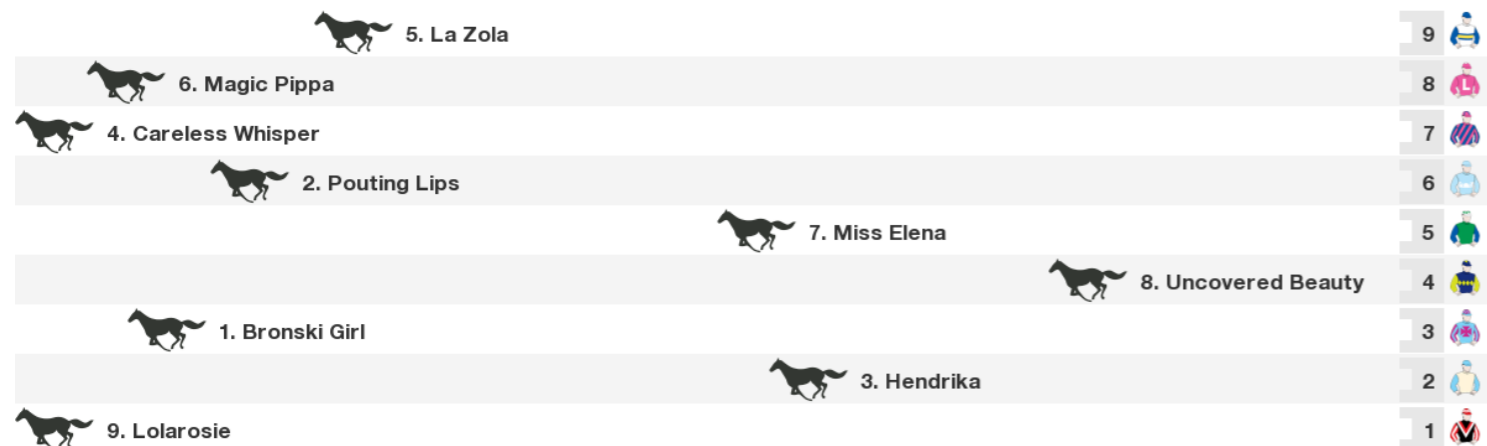 5. La Zola 9
6. Magic Pippa 8 L
4. Careless Whisper 7
2. Pouting Lips 6
7. Miss Elena 5
8. Uncovered Beauty 4
1. Bronski Girl 3
3. Hendrika 2
9. Lolarosie 1